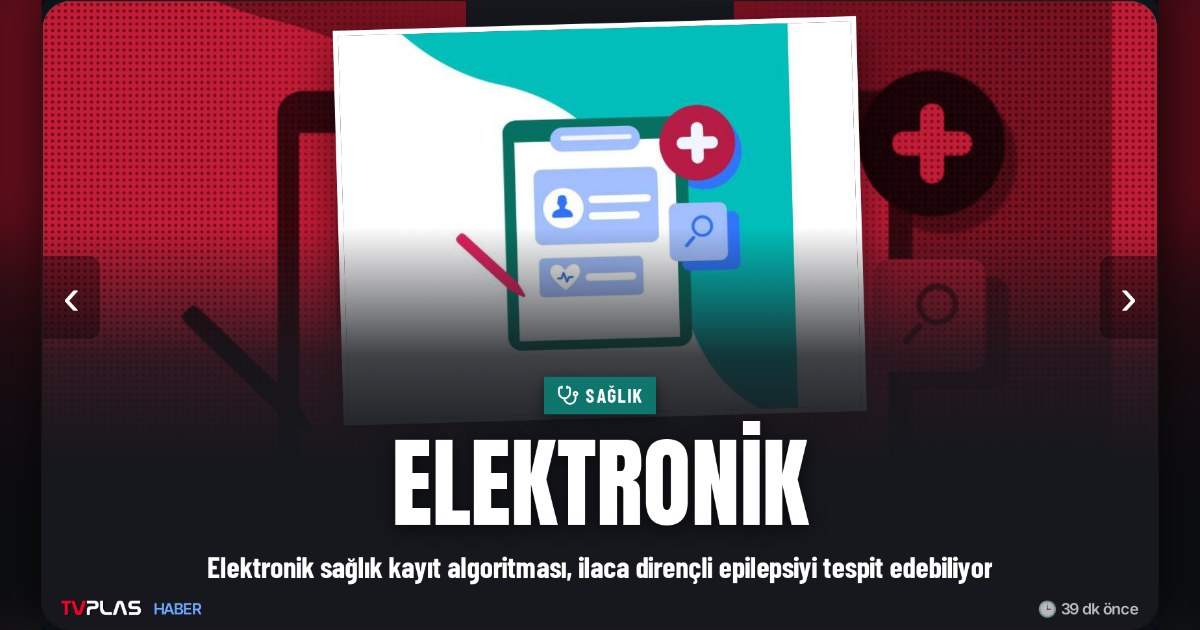 SAĞLIK
ELEKTRONİK
Elektronik sağlık kayıt algoritması, ilaca dirençli epilepsiyi tespit edebiliyor
TVPLAS HABER
39 dk önce